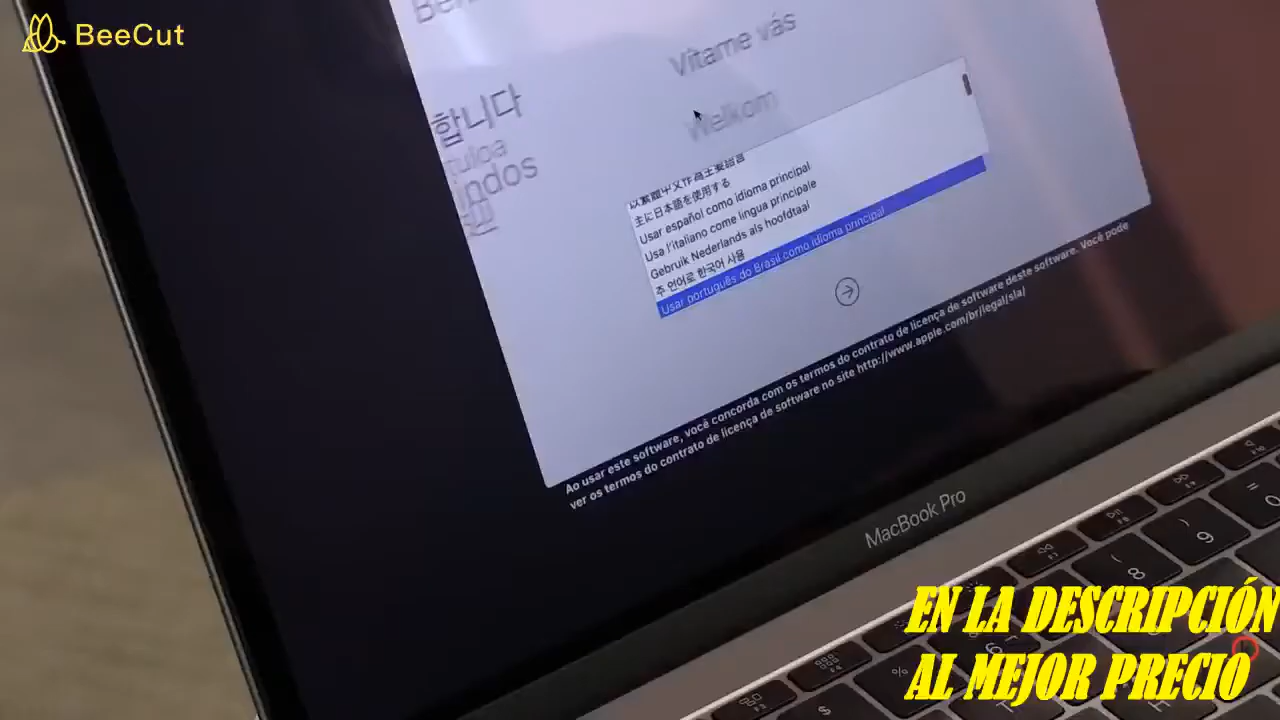 BeeCut
Vítame vás
Welkom
합니다
indos
主に日本語を使用する
Usar español como idioma principal
Usa l'italiano come lingua principale
Gebruik Nederlands als hoofdtaal
주 언어로 한국어 사용
Usar português do Brasil como idioma principal
Ao usar este software, você concorda com os termos do contrato de licença de software deste software. Você pode
ver os termos do contrato de licença de software no site http://www.apple.com/br/legal/sla/
MacBook Pro
EN LA DESCRIPCIÓN
AL MEJOR PRECIO